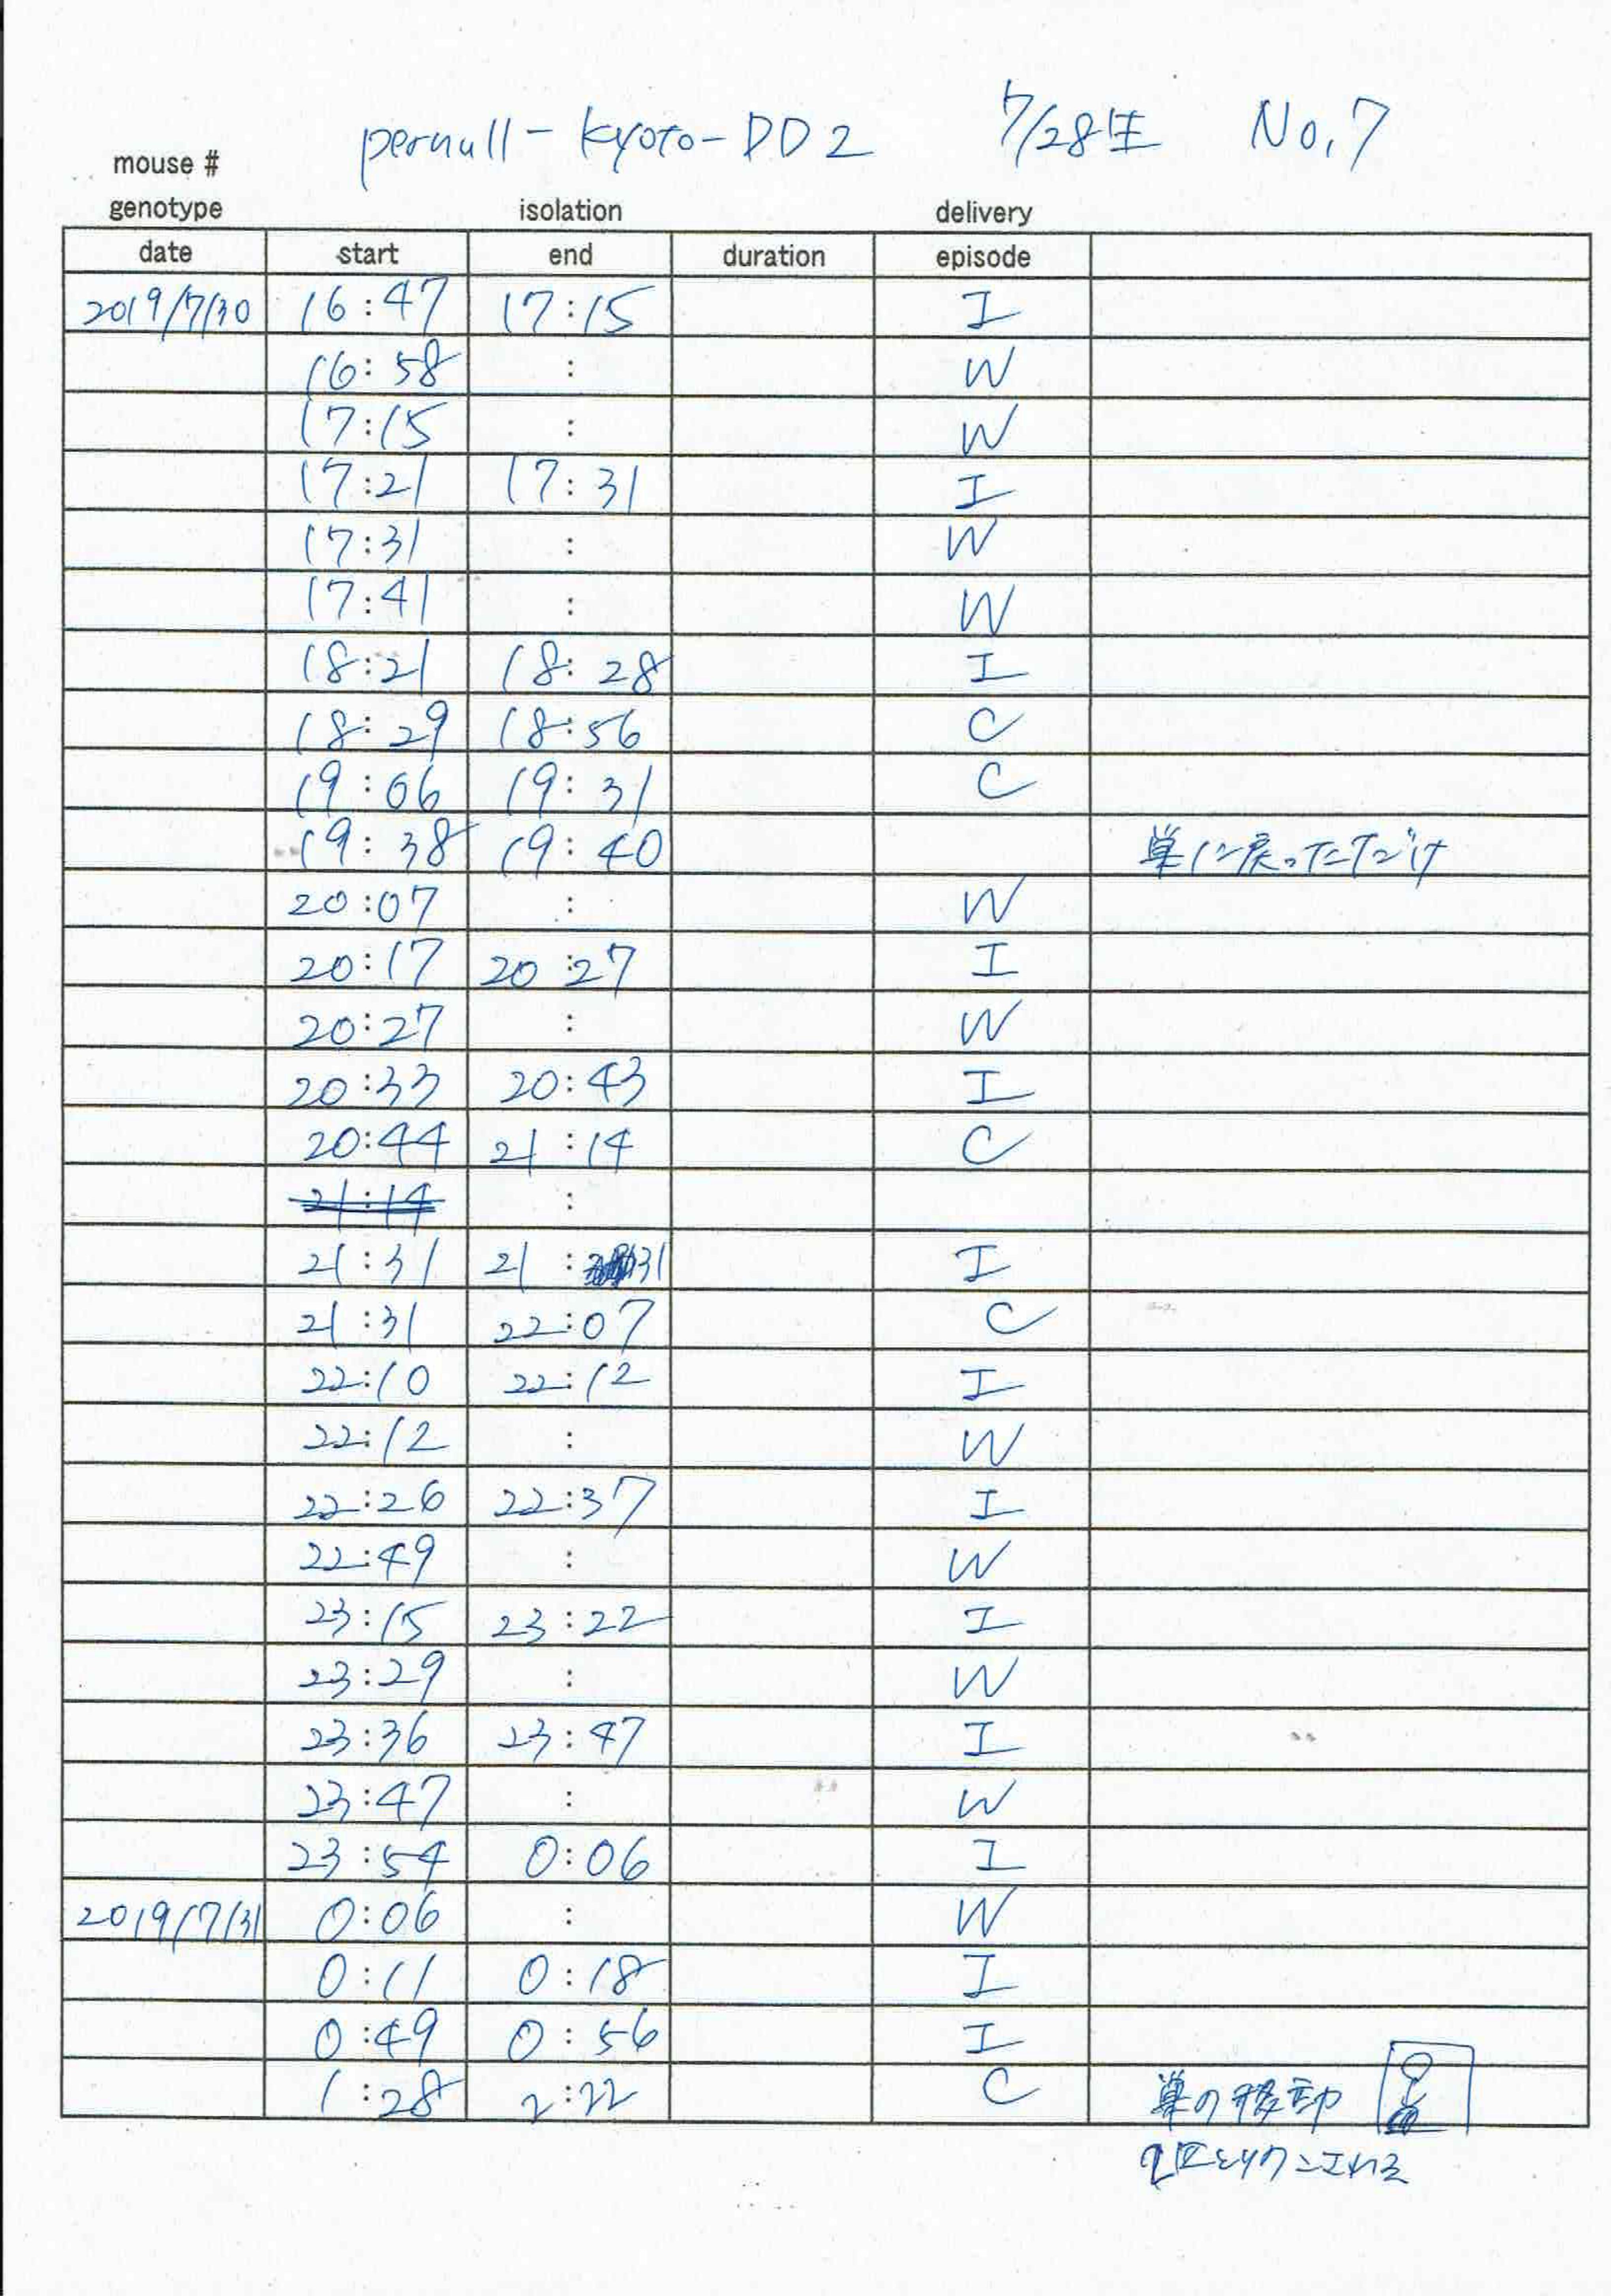 pernull-kyoto-DD2 7/28生 No.7
mouse #
genotype isolation delivery
date start end duration episode
2019/7/30 16:47 17:15 I
16:58 : W
17:15 : W
17:21 17:31 I
17:31 : W
17:41 : W
18:21 18:28 I
18:29 18:56 C
19:06 19:31 C
19:38 19:40 巣に戻っただけ
20:07 : W
20:17 20:27 I
20:27 : W
20:33 20:43 I
20:44 21:14 C
21:14 :
21:31 21:31 I
21:31 22:07 C
22:10 22:12 I
22:12 : W
22:26 22:37 I
22:49 : W
23:15 23:22 I
23:29 : W
23:36 23:47 I
23:47 : W
23:54 0:06 I
2019/7/31 0:06 : W
0:11 0:18 I
0:49 0:56 I
1:28 2:22 C 巣の移動